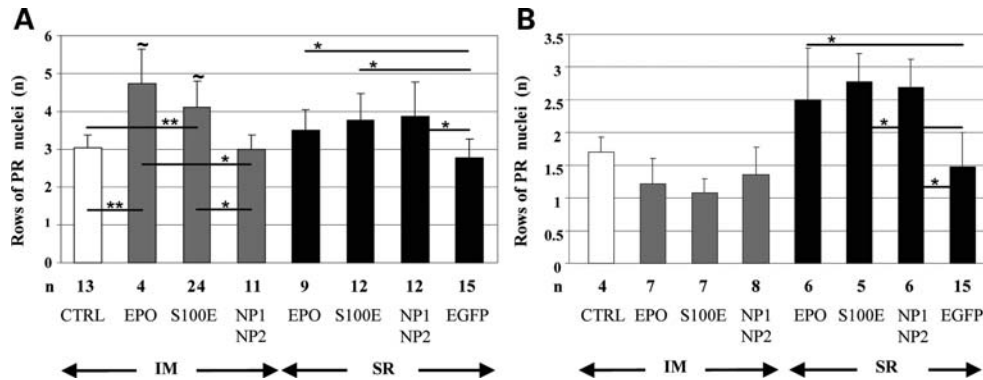 A
Rows of PR nuclei (n)
6
5
4
3
2
1
0
~
~
*
*
**
*
*
**
*
n 13 4 24 11 9 12 12 15
CTRL EPO S100E NP1 EPO S100E NP1 EGFP
NP2 NP2
IM SR
B
Rows of PR nuclei (n)
3.5
3
2.5
2
1.5
1
0.5
0
*
*
*
n 4 7 7 8 6 5 6 15
CTRL EPO S100E NP1 EPO S100E NP1 EGFP
NP2 NP2
IM SR